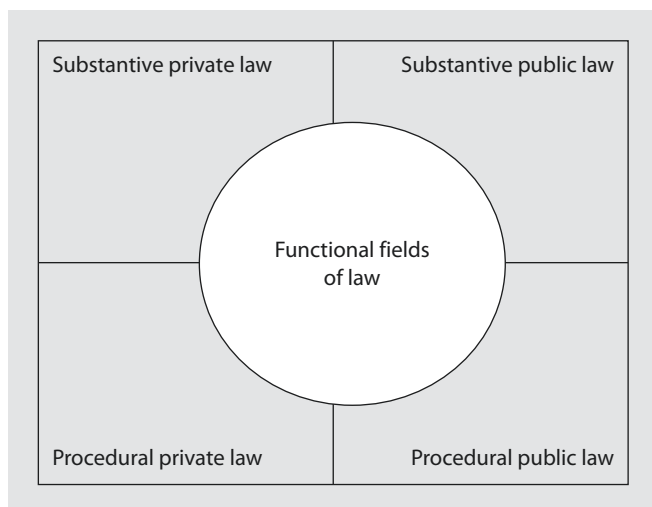 Substantive private law
Substantive public law
Functional fields
of law
Procedural private law
Procedural public law